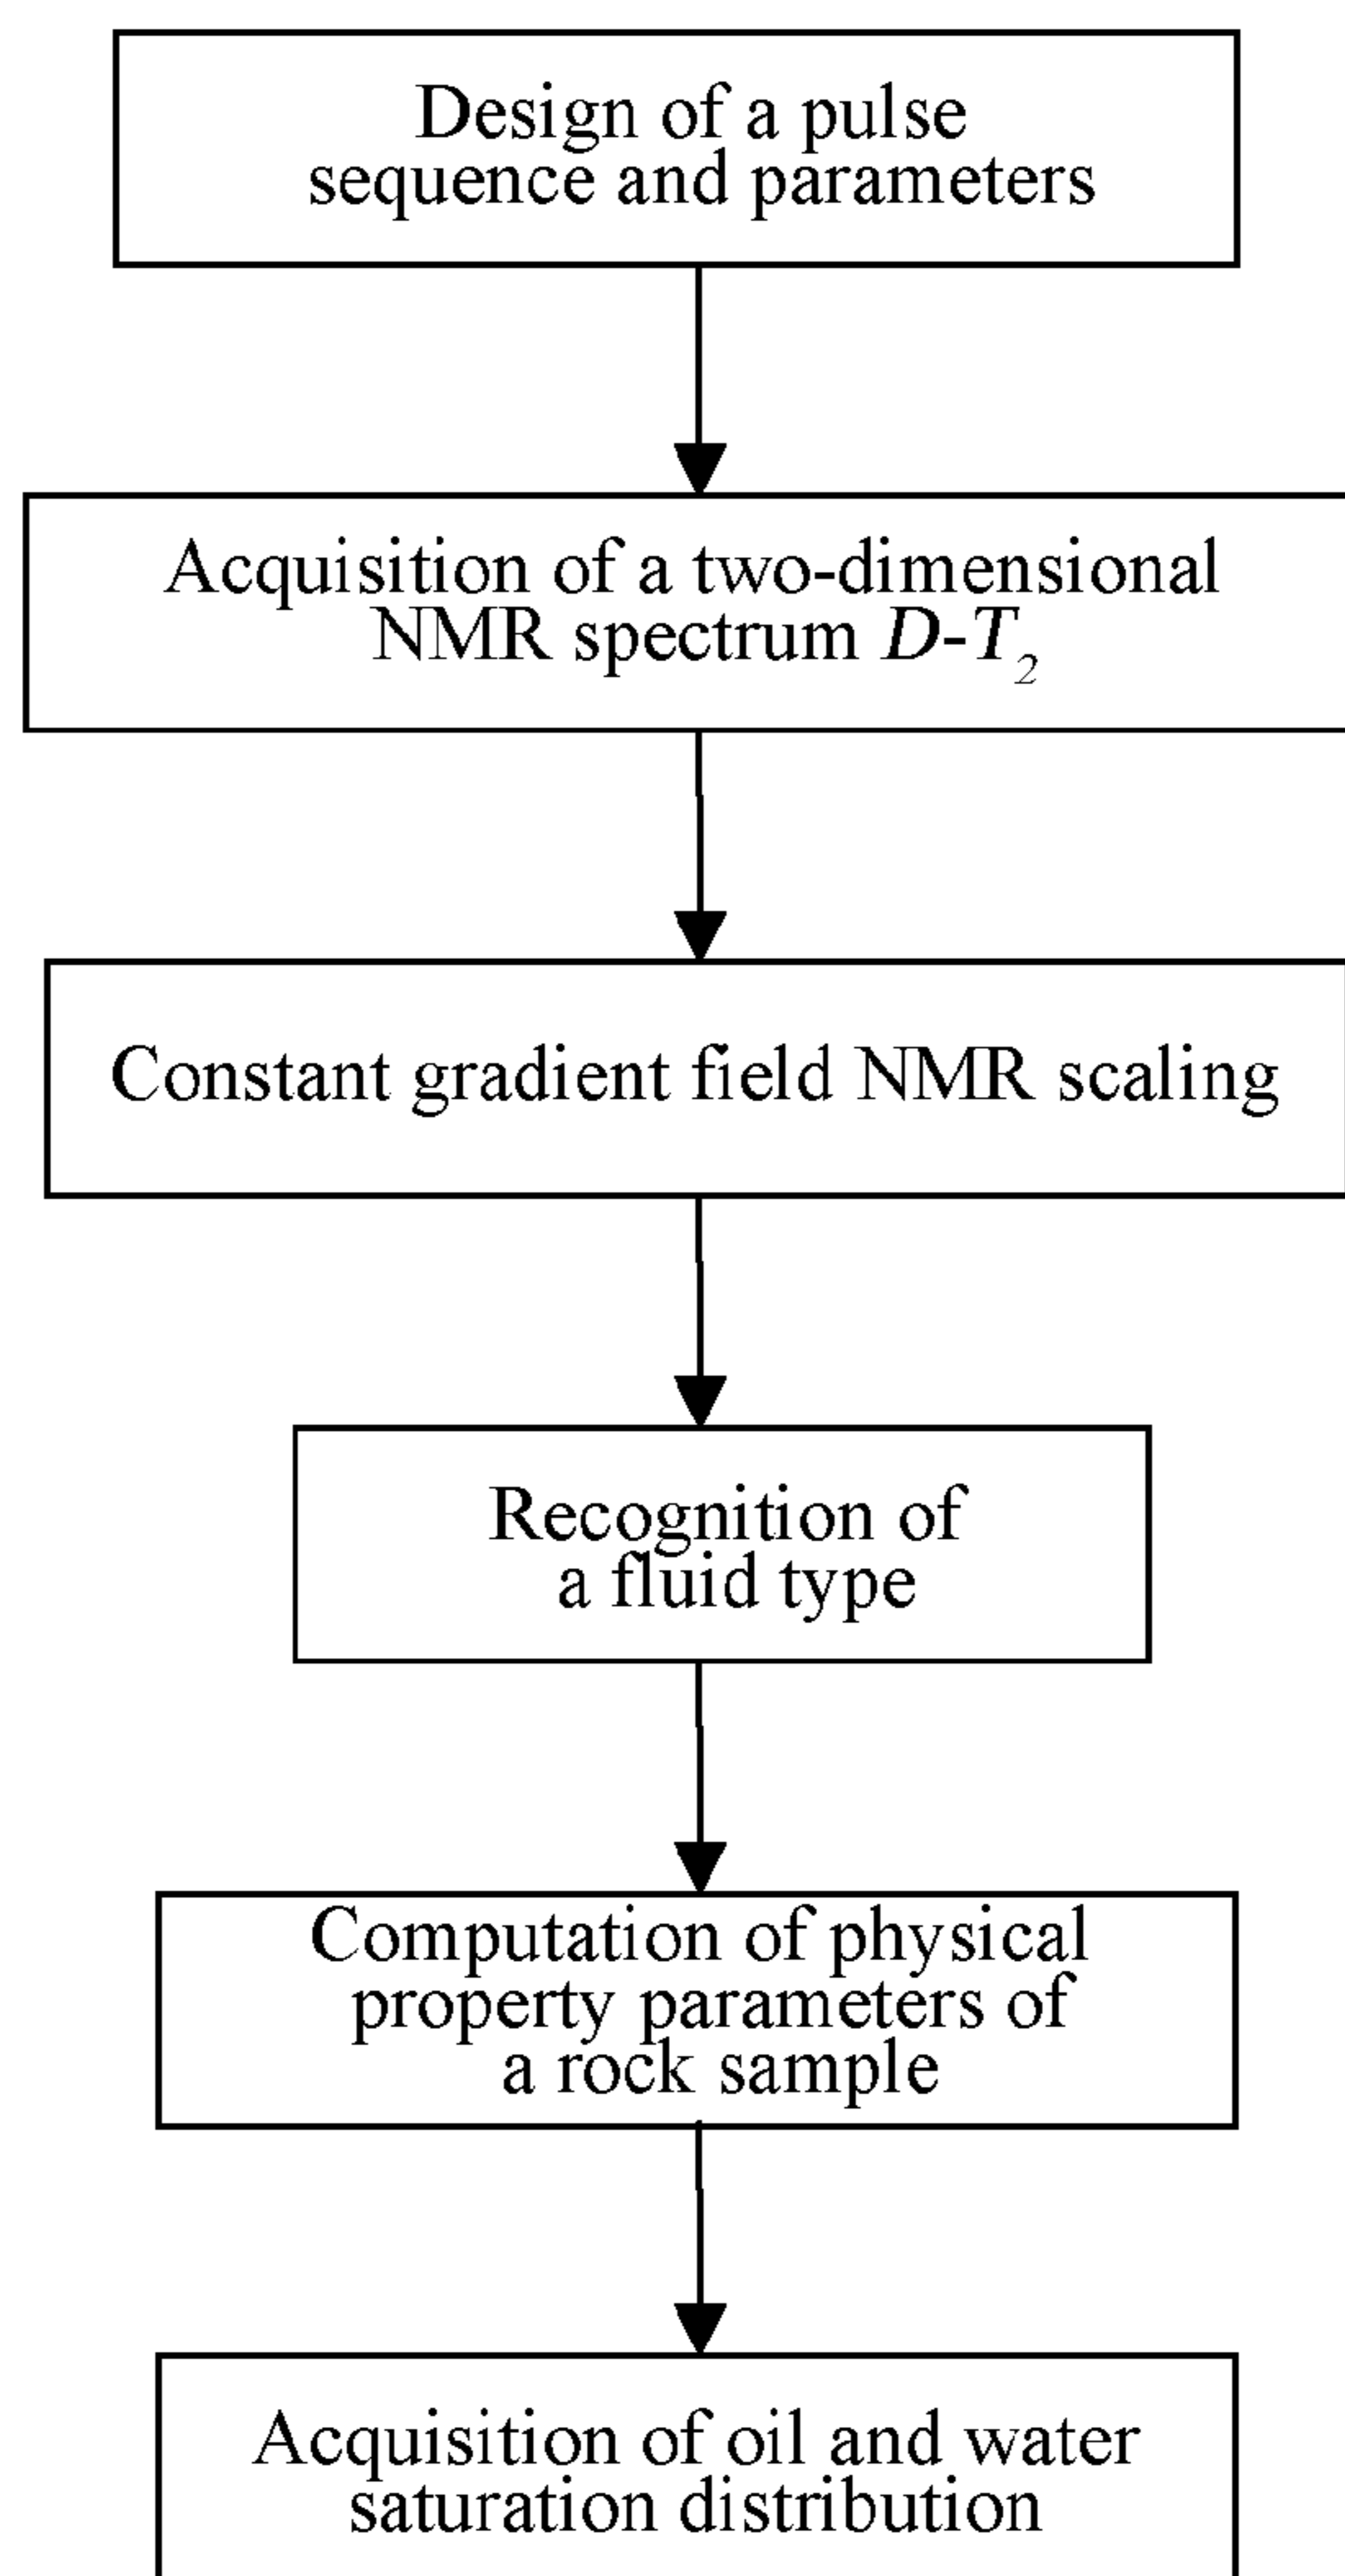 Design of a pulse
sequence and parameters
Acquisition of a two-dimensional
NMR spectrum D-T2
Constant gradient field NMR scaling
Recognition of
a fluid type
Computation of physical
property parameters of
a rock sample
Acquisition of oil and water
saturation distribution